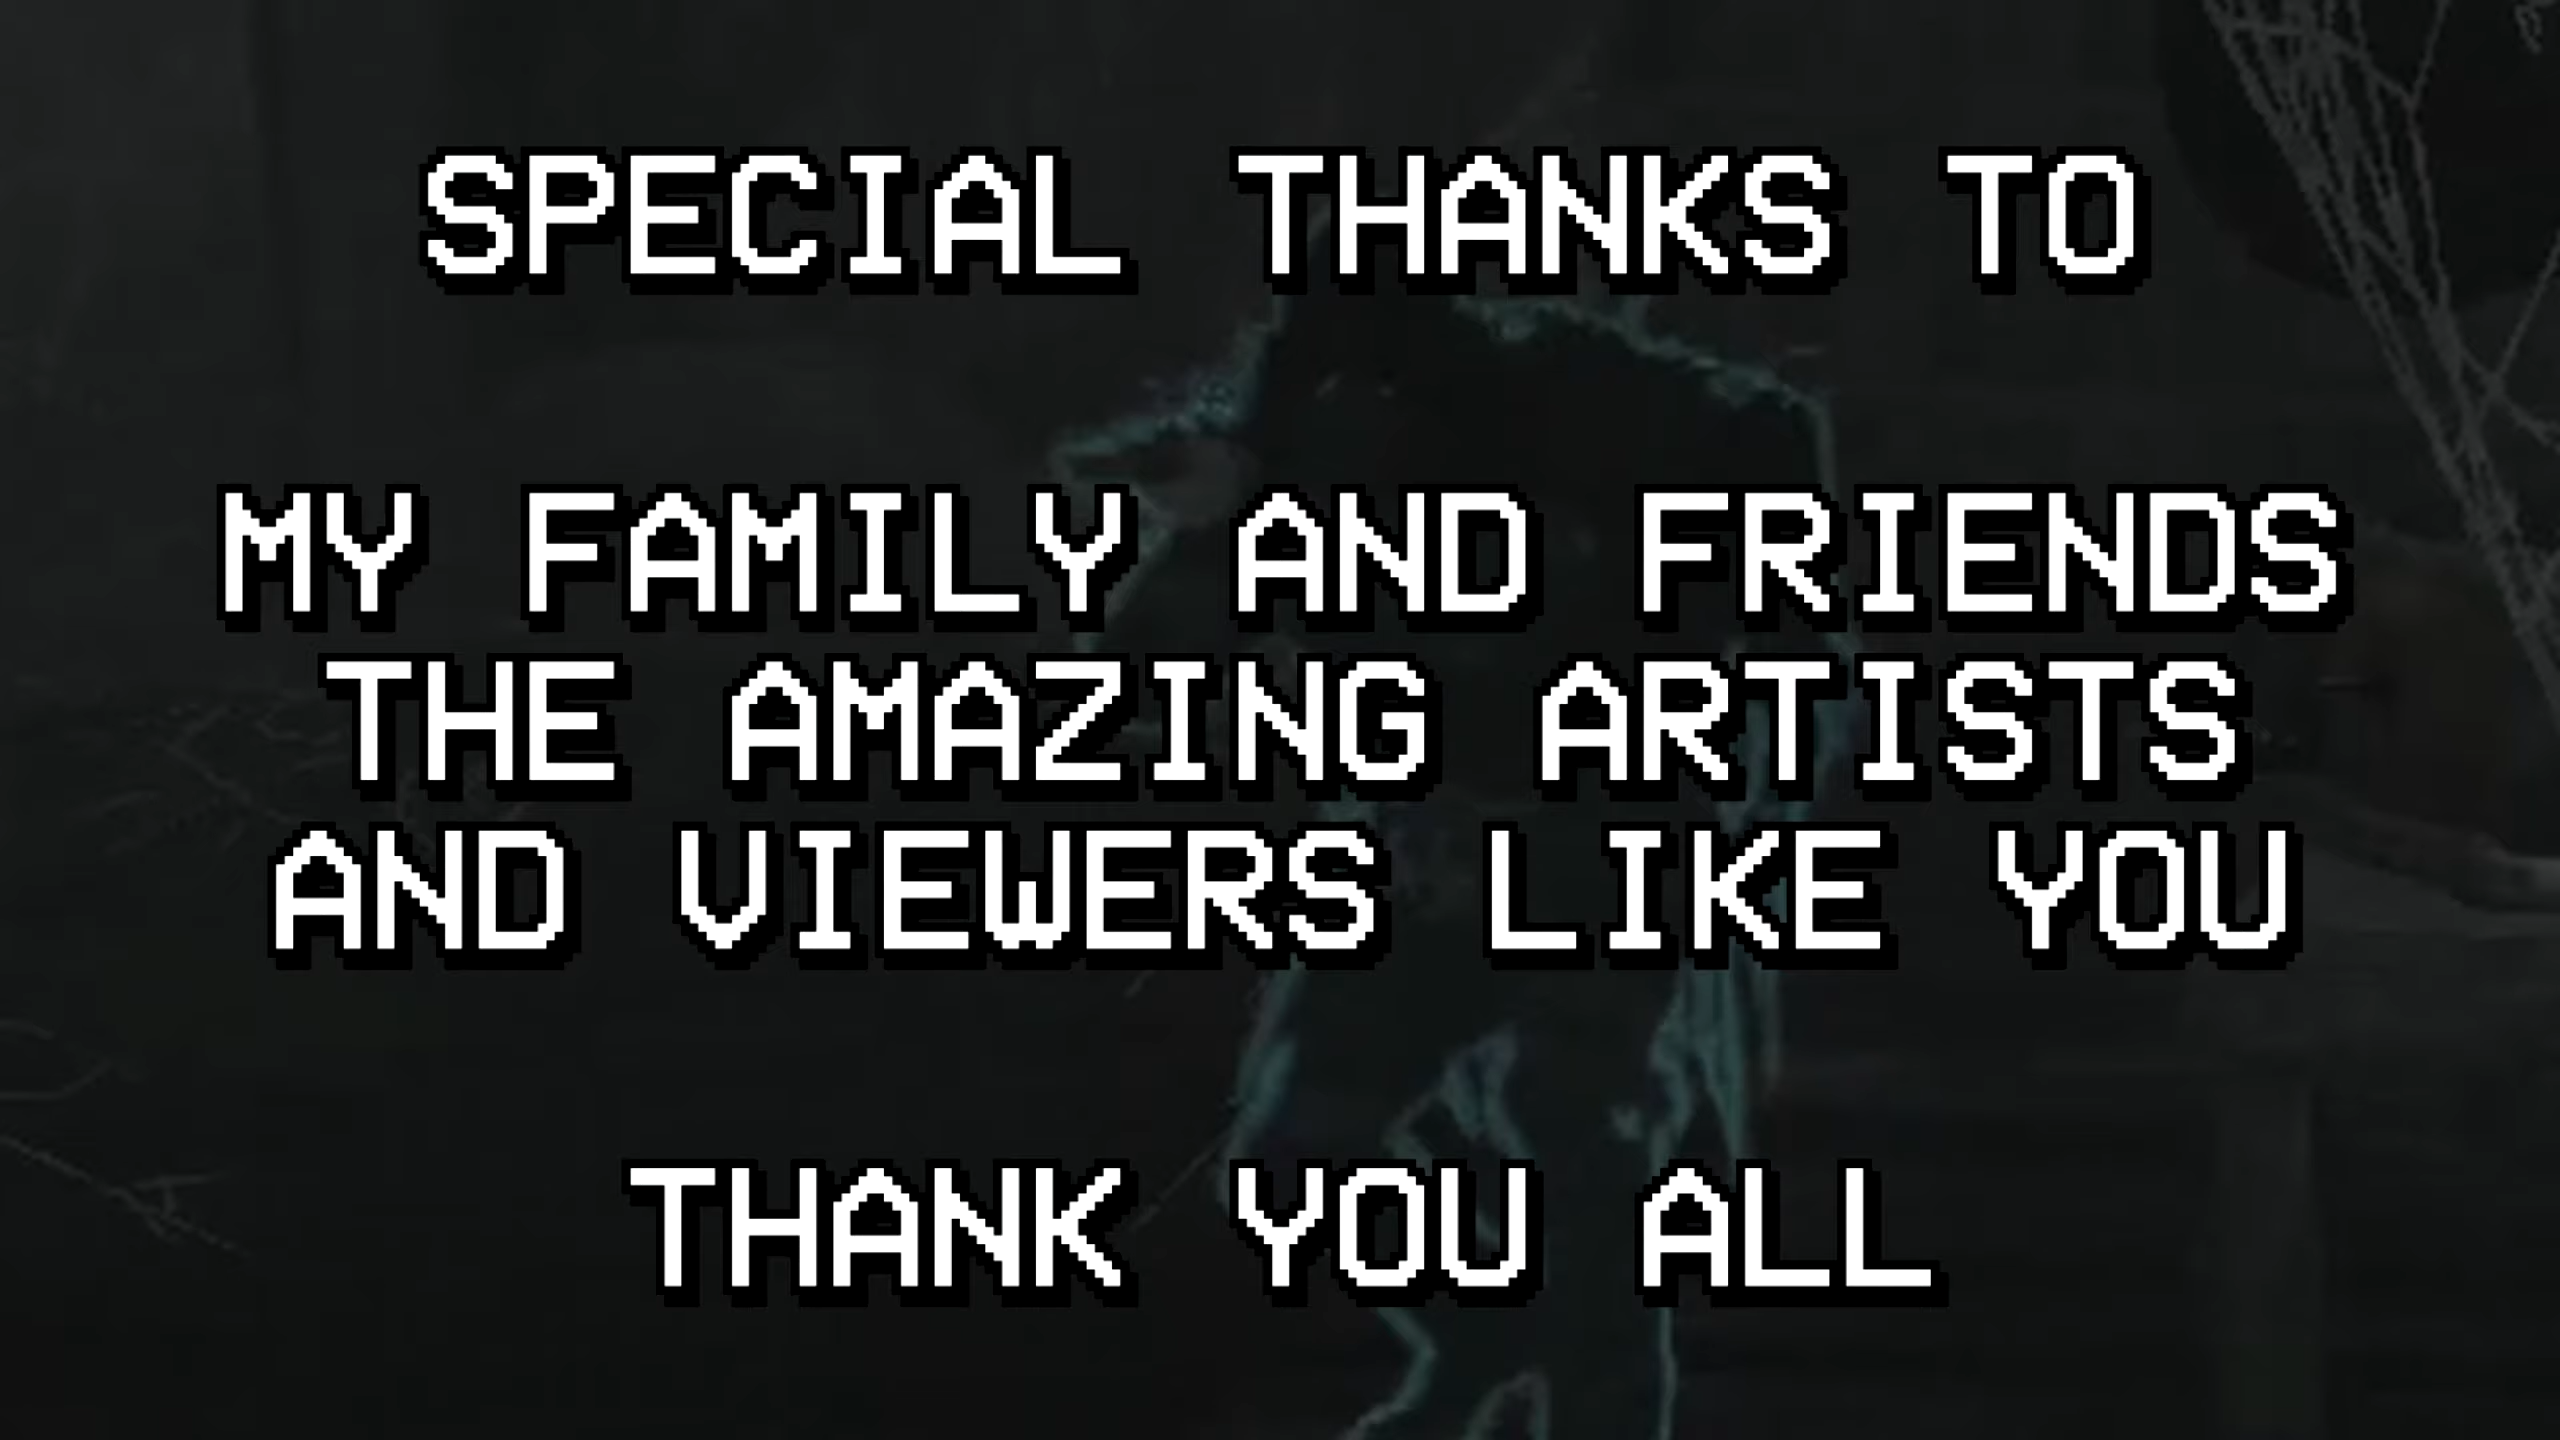 SPECIAL THANKS TO
MY FAMILY AND FRIENDS
THE AMAZING ARTISTS
AND VIEWERS LIKE YOU
THANK YOU ALL